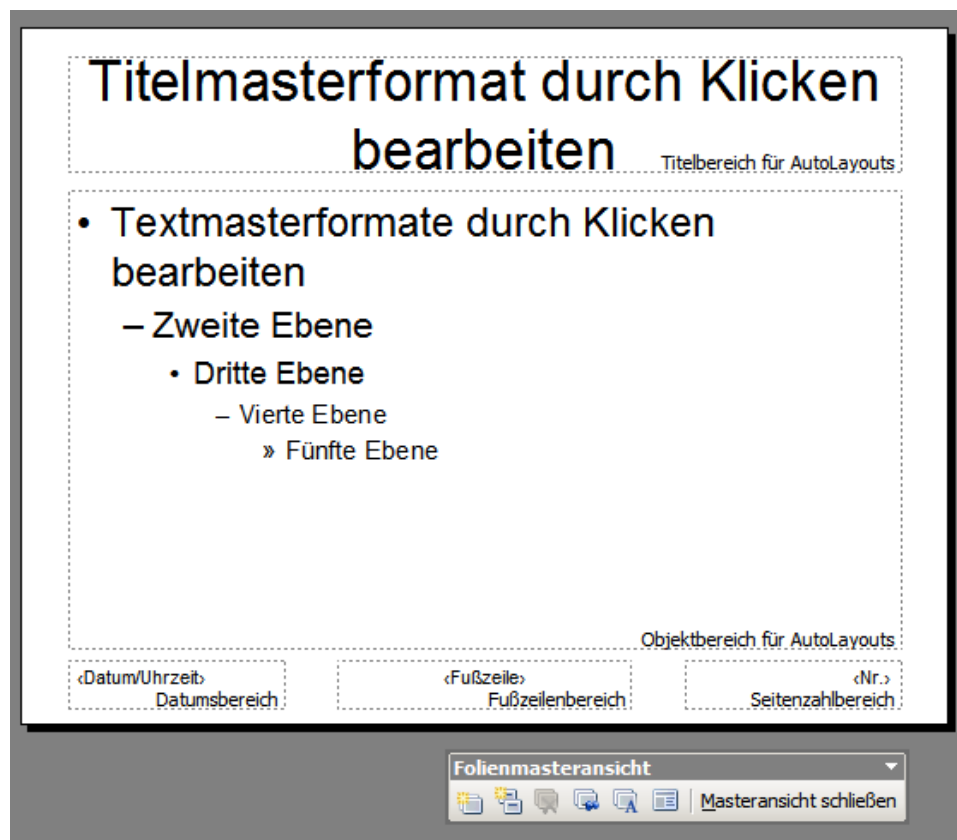 Titelmasterformat durch Klicken
bearbeiten
Titelbereich für AutoLayouts
• Textmasterformate durch Klicken
bearbeiten
– Zweite Ebene
• Dritte Ebene
– Vierte Ebene
» Fünfte Ebene
Objektbereich für AutoLayouts
‹Datum/Uhrzeit›
Datumsbereich
‹Fußzeile›
Fußzeilenbereich
‹Nr.›
Seitenzahlbereich
Folienmasteransicht
Masteransicht schließen